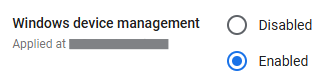 Windows device management
Applied at
Disabled
Enabled